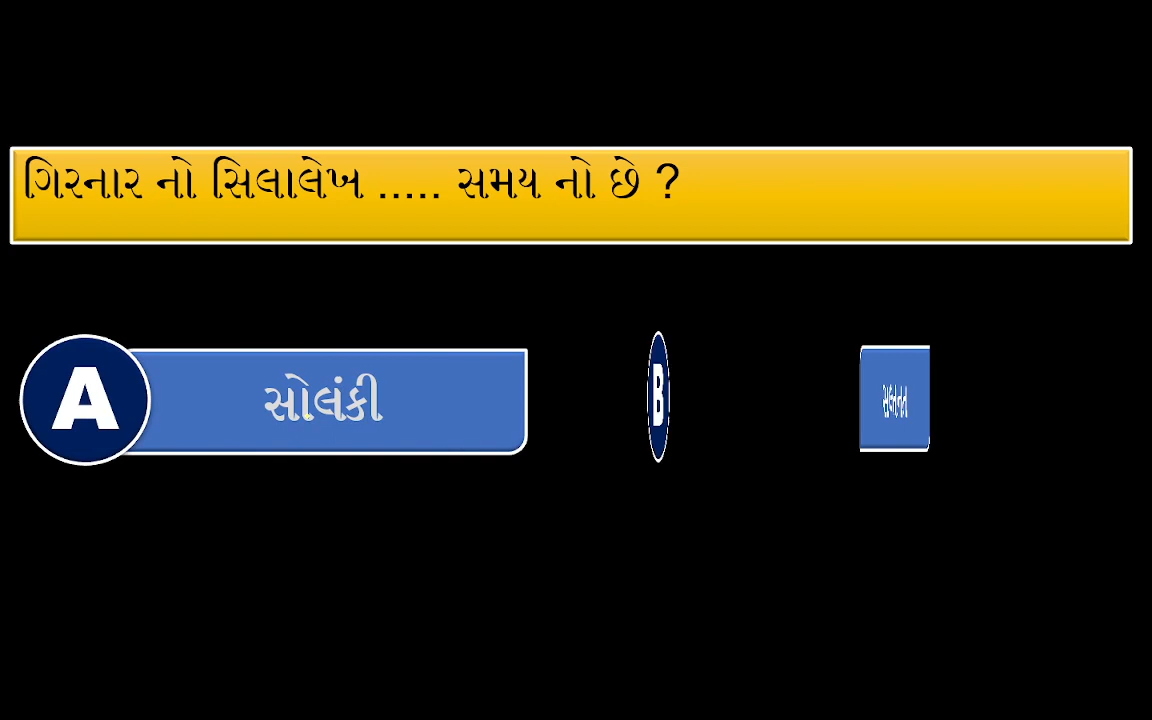 ગિરનાર નો સિલાલેખ ..... સમય નો છે ?
A સોલંકી
B